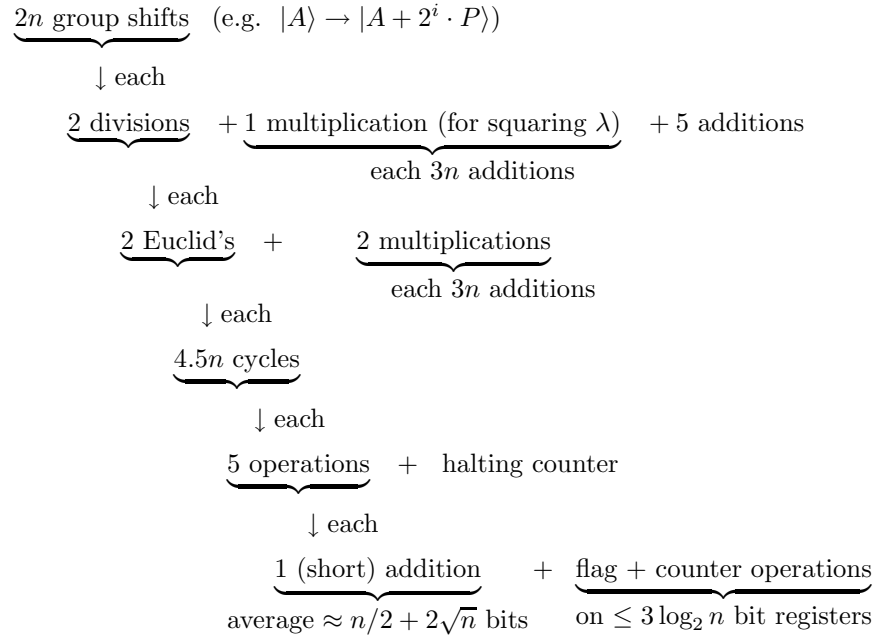 2n group shifts (e.g. |A⟩ → |A + 2^i · P⟩)
↓ each
2 divisions + 1 multiplication (for squaring λ) + 5 additions
each 3n additions
↓ each
2 Euclid's + 2 multiplications
each 3n additions
↓ each
4.5n cycles
↓ each
5 operations + halting counter
↓ each
1 (short) addition + flag + counter operations
average ≈ n/2 + 2√n bits on ≤ 3 log₂ n bit registers